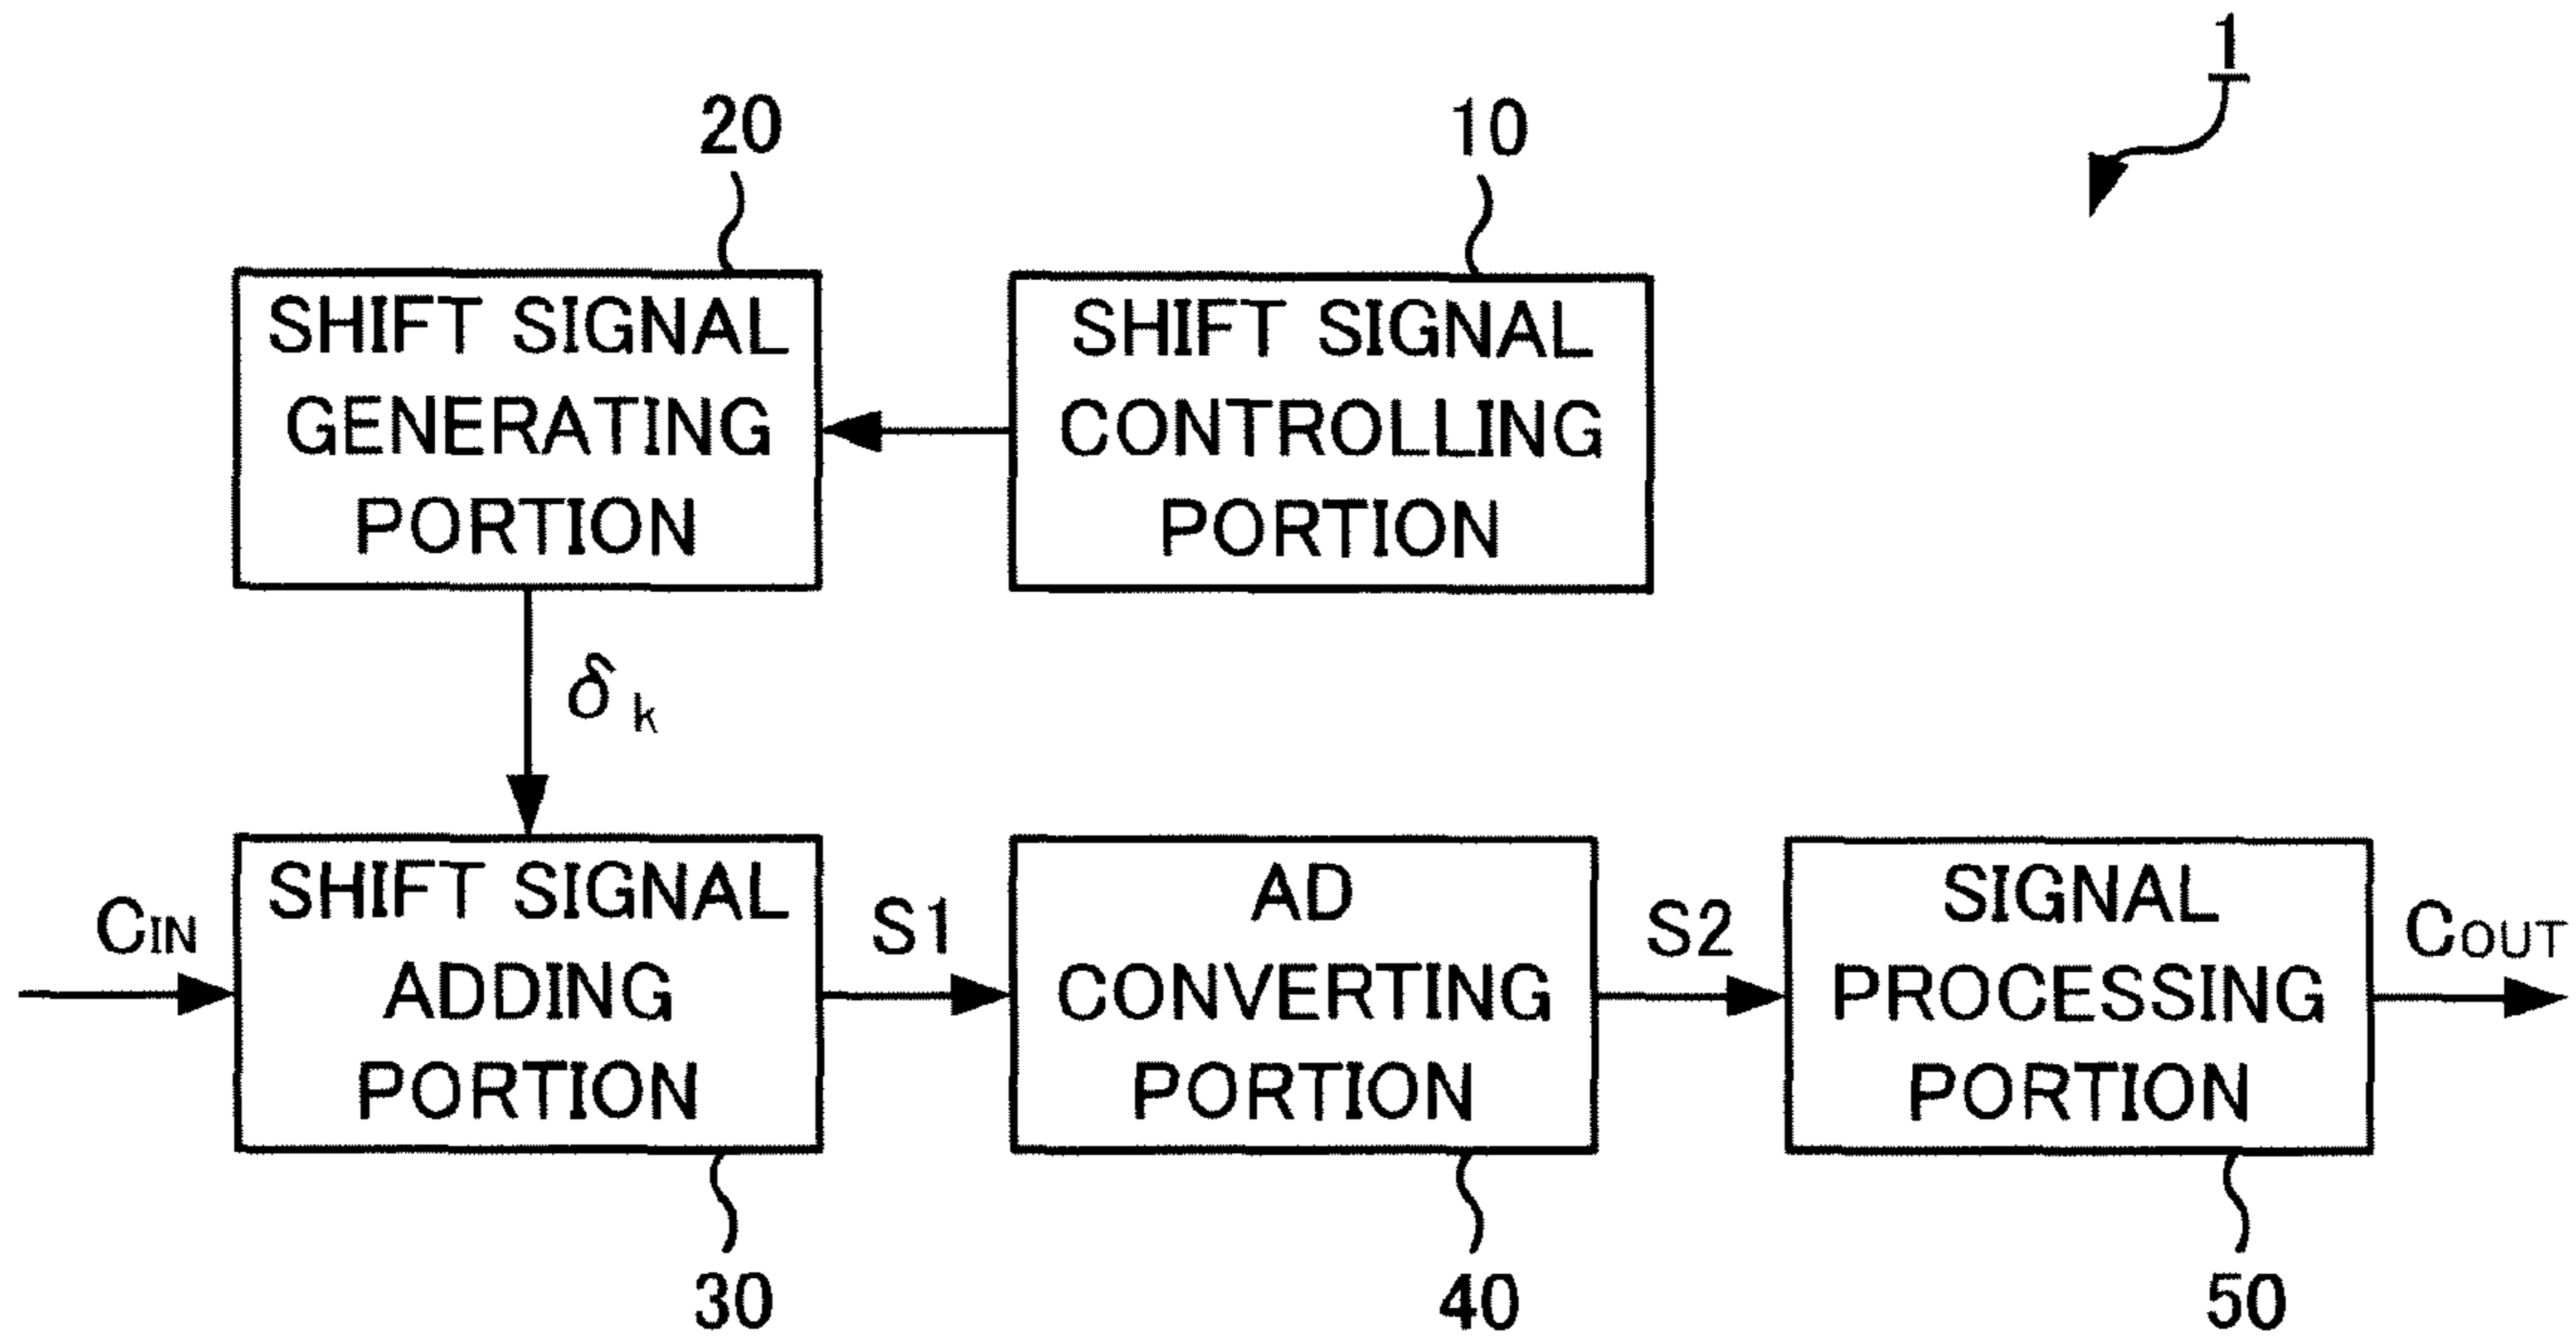 1
20
10
SHIFT SIGNAL
GENERATING
PORTION
SHIFT SIGNAL
CONTROLLING
PORTION
δk
CIN
SHIFT SIGNAL
ADDING
PORTION
S1
AD
CONVERTING
PORTION
S2
SIGNAL
PROCESSING
PORTION
COUT
30
40
50